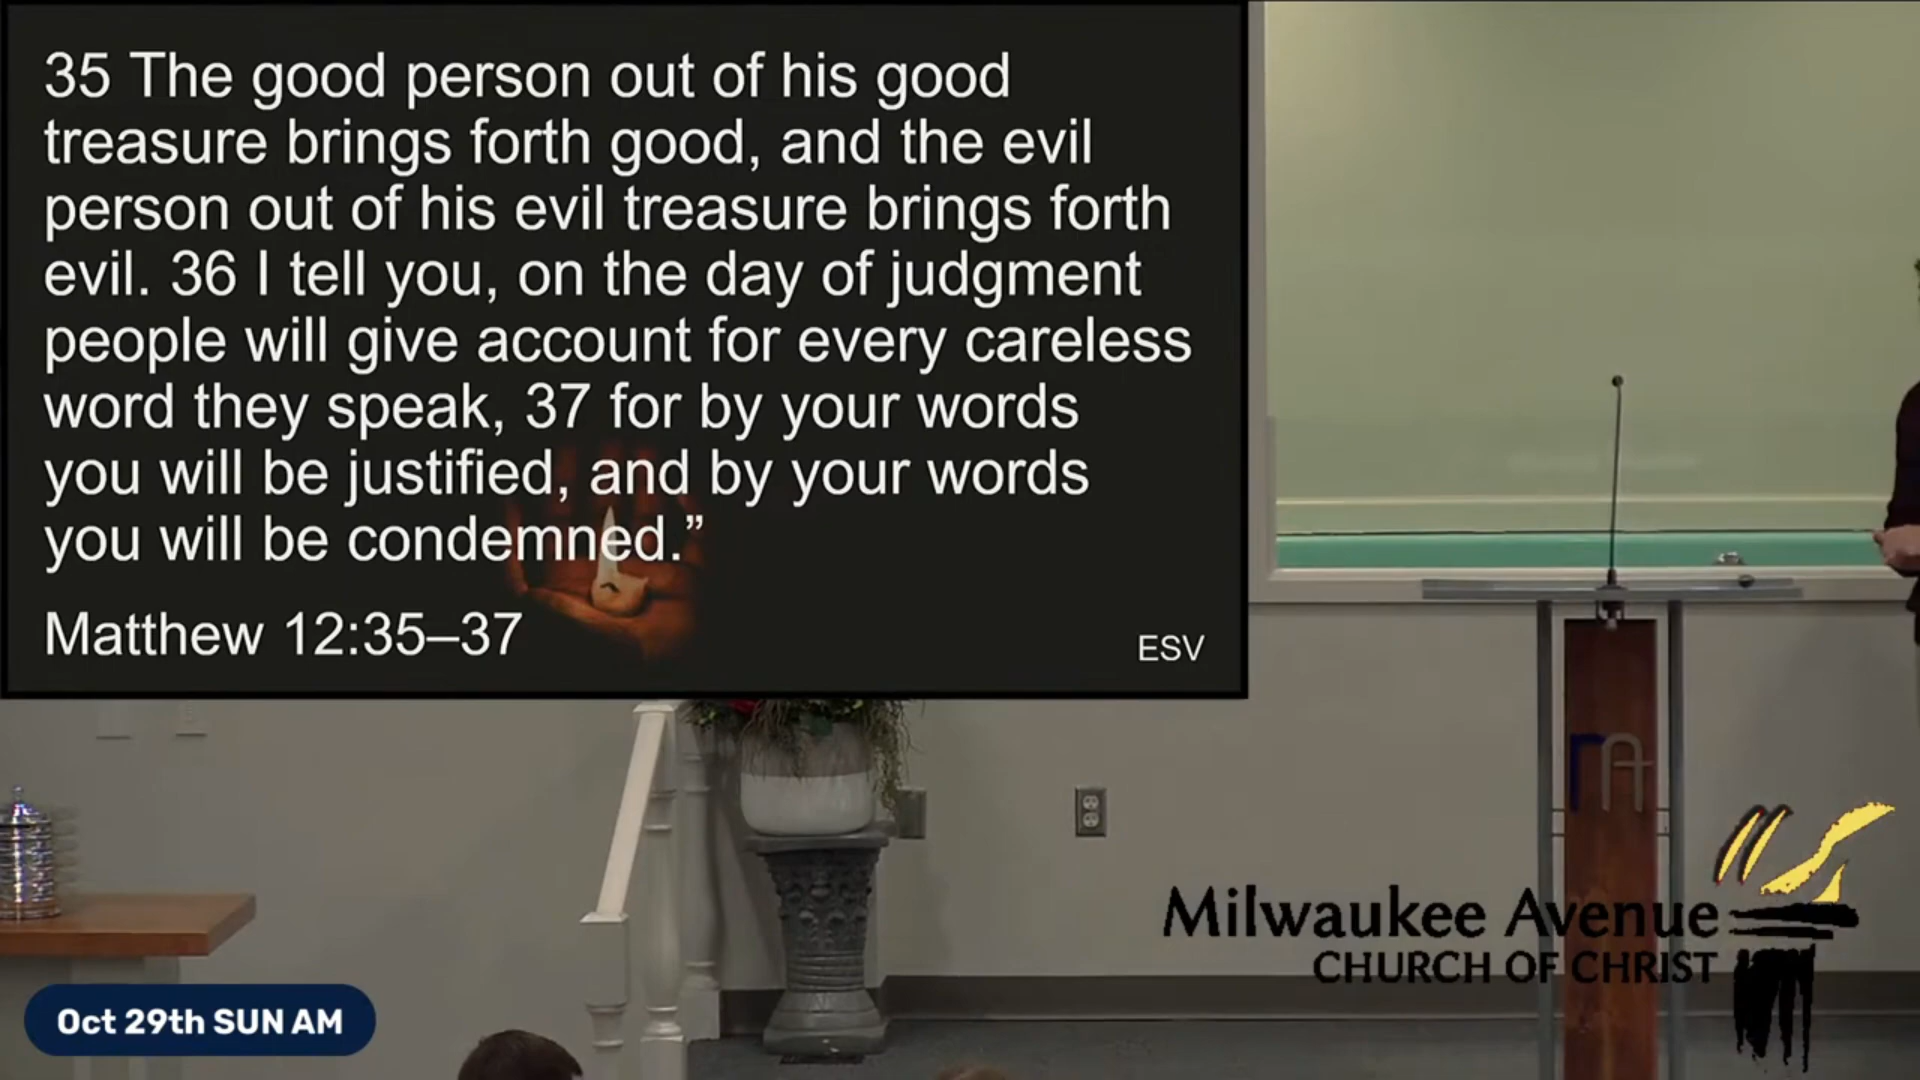 35 The good person out of his good
treasure brings forth good, and the evil
person out of his evil treasure brings forth
evil. 36 I tell you, on the day of judgment
people will give account for every careless
word they speak, 37 for by your words
you will be justified, and by your words
you will be condemned.”
Matthew 12:35–37
ESV
Milwaukee Avenue
CHURCH OF CHRIST
Oct 29th SUN AM